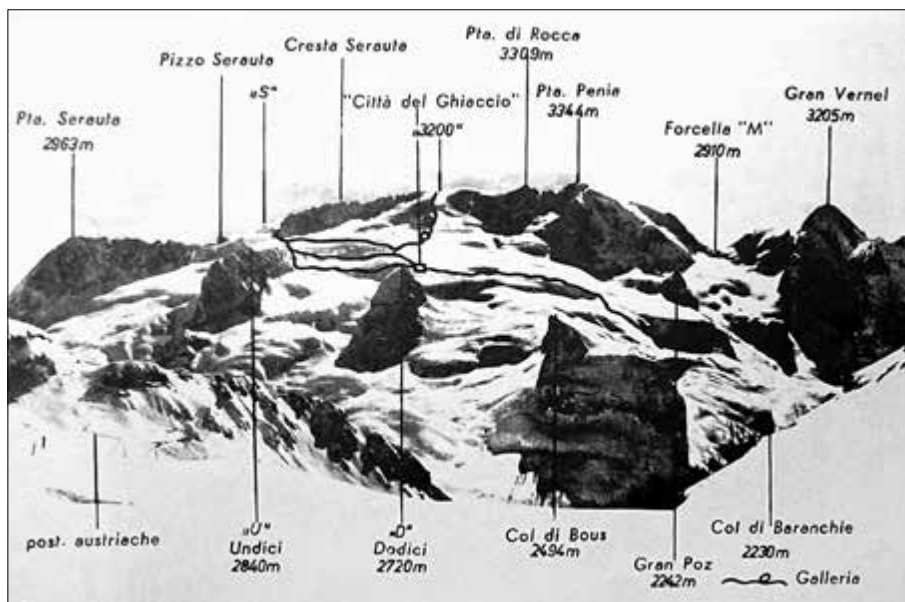 Pta. di Rocca
3309m
Cresta Serauta
Pizzo Serauta
"S"
"Città del Ghiaccio"
"3200"
Pta. Penia
3344m
Gran Vernel
3205m
Pta. Serauta
2963m
Forcella "M"
2910m
post. austriache
"U"
Undici
2840m
"D"
Dodici
2720m
Col di Bous
2494m
Gran Poz
2242m
Col di Baranchie
2230m
Galleria